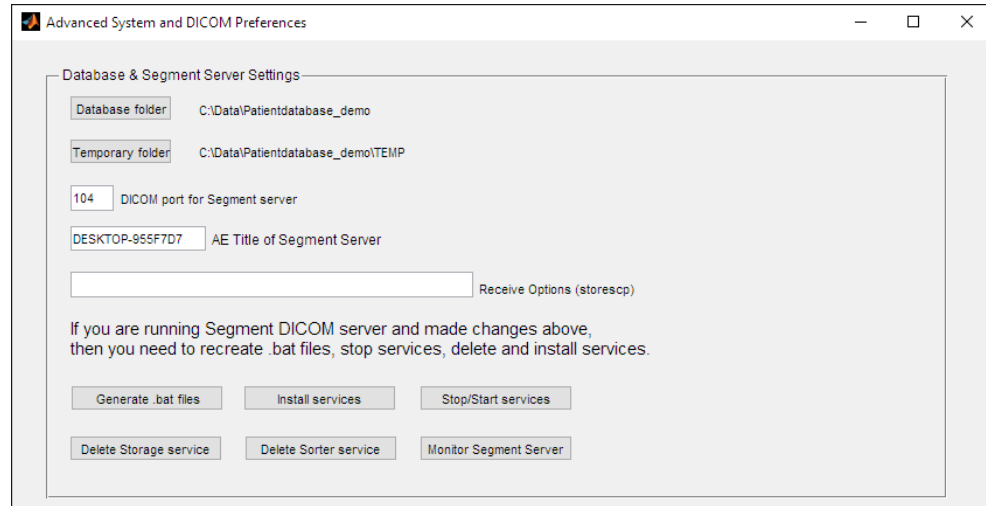 Advanced System and DICOM Preferences
Database & Segment Server Settings
Database folder C:\Data\Patientdatabase_demo
Temporary folder C:\Data\Patientdatabase_demo\TEMP
104 DICOM port for Segment server
DESKTOP-955F7D7 AE Title of Segment Server
Receive Options (storescp)
If you are running Segment DICOM server and made changes above,
then you need to recreate .bat files, stop services, delete and install services.
Generate .bat files Install services Stop/Start services
Delete Storage service Delete Sorter service Monitor Segment Server